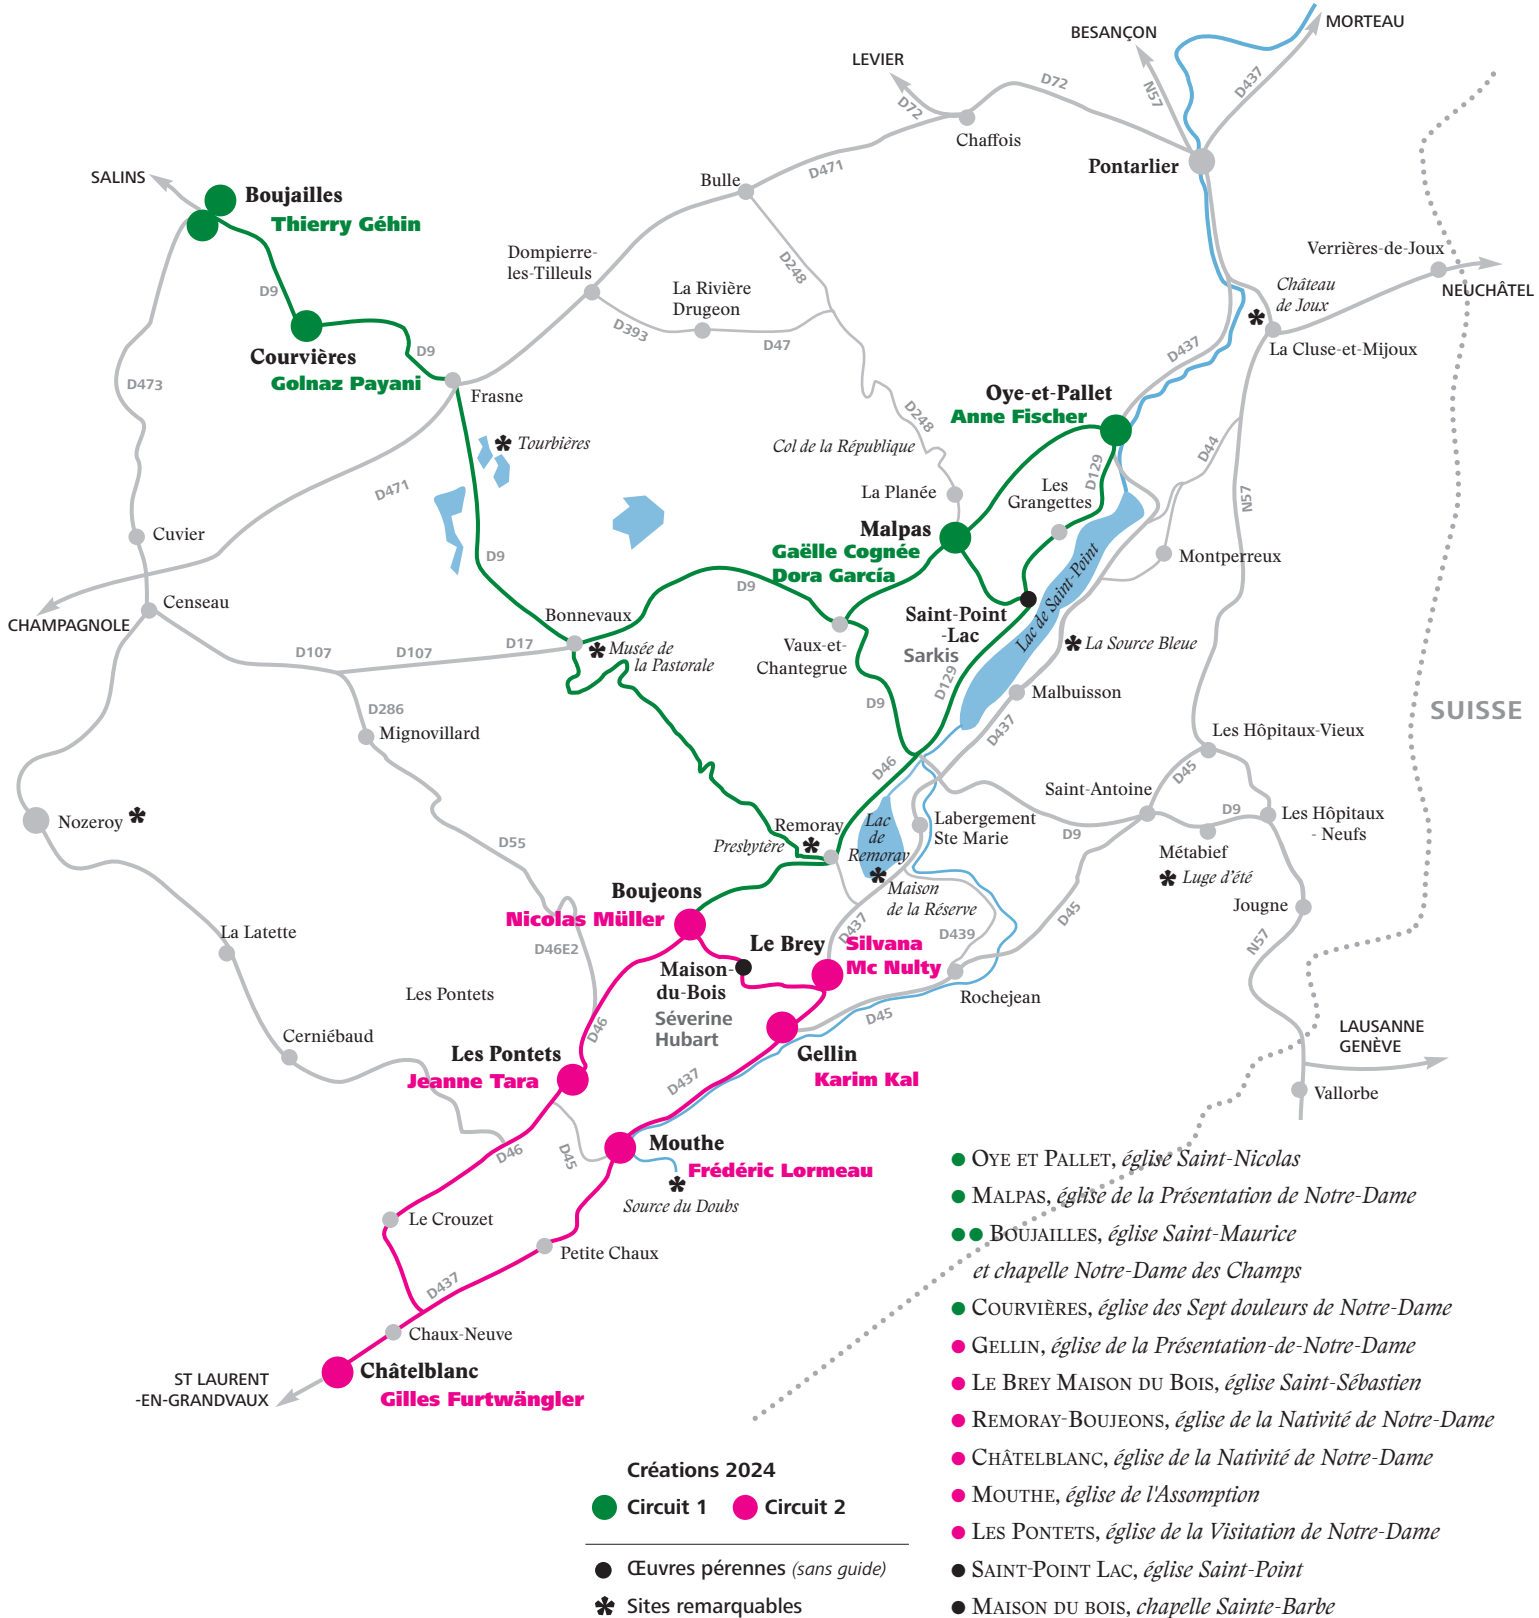 MORTEAU
BESANÇON
LEVIER
D72
D72
N57
D437
Chaffois
Pontarlier
D471
Bulle
SALINS
Boujailles
Thierry Géhin
Dompierre-
les-Tilleuls
D248
La Rivière
Drugeon
Verrières-de-Joux
NEUCHÂTEL
Château
de Joux
D9
D393
D47
La Cluse-et-Mijoux
Courvières
Golnaz Payani
D9
D437
D473
Frasne
Oye-et-Pallet
Anne Fischer
D248
Tourbières
Col de la République
D44
D129
D471
La Planée
Les
Grangettes
N57
Cuvier
Malpas
Gaëlle Cognée
Dora García
D9
Montperreux
D9
Lac de Saint-Point
Censeau
CHAMPAGNOLE
Bonnevaux
Saint-Point
-Lac
Sarkis
D107
D107
D17
Musée de
la Pastorale
Vaux-et-
Chantegrue
La Source Bleue
D129
Malbuisson
D9
D286
Mignovillard
SUISSE
D437
Les Hôpitaux-Vieux
D46
D45
Saint-Antoine
Nozeroy
Remoray
Presbytère
Lac
de
Remoray
Labergement
Ste Marie
D9
D9
Les Hôpitaux
- Neufs
D55
Métabief
Luge d'été
Boujeons
Nicolas Müller
Maison
de la Réserve
Jougne
D45
La Latette
D46E2
Le Brey
Silvana
Mc Nulty
D437
D439
N57
Maison-
du-Bois
Séverine
Hubart
Les Pontets
Rochejean
D45
Cerniébaud
D46
LAUSANNE
GENÈVE
Les Pontets
Jeanne Tara
Gellin
Karim Kal
D437
Vallorbe
Mouthe
Frédéric Lormeau
D46
D45
Source du Doubs
Le Crouzet
Petite Chaux
D437
Chaux-Neuve
Châtelblanc
Gilles Furtwängler
ST LAURENT
-EN-GRANDVAUX
OYE ET PALLET, église Saint-Nicolas
MALPAS, église de la Présentation de Notre-Dame
BOUJAILLES, église Saint-Maurice
et chapelle Notre-Dame des Champs
COURVIÈRES, église des Sept douleurs de Notre-Dame
GELLIN, église de la Présentation-de-Notre-Dame
LE BREY MAISON DU BOIS, église Saint-Sébastien
REMORAY-BOUJEONS, église de la Nativité de Notre-Dame
CHÂTELBLANC, église de la Nativité de Notre-Dame
MOUTHE, église de l'Assomption
LES PONTETS, église de la Visitation de Notre-Dame
SAINT-POINT LAC, église Saint-Point
MAISON DU BOIS, chapelle Sainte-Barbe
Créations 2024
Circuit 1 Circuit 2
Œuvres pérennes (sans guide)
Sites remarquables